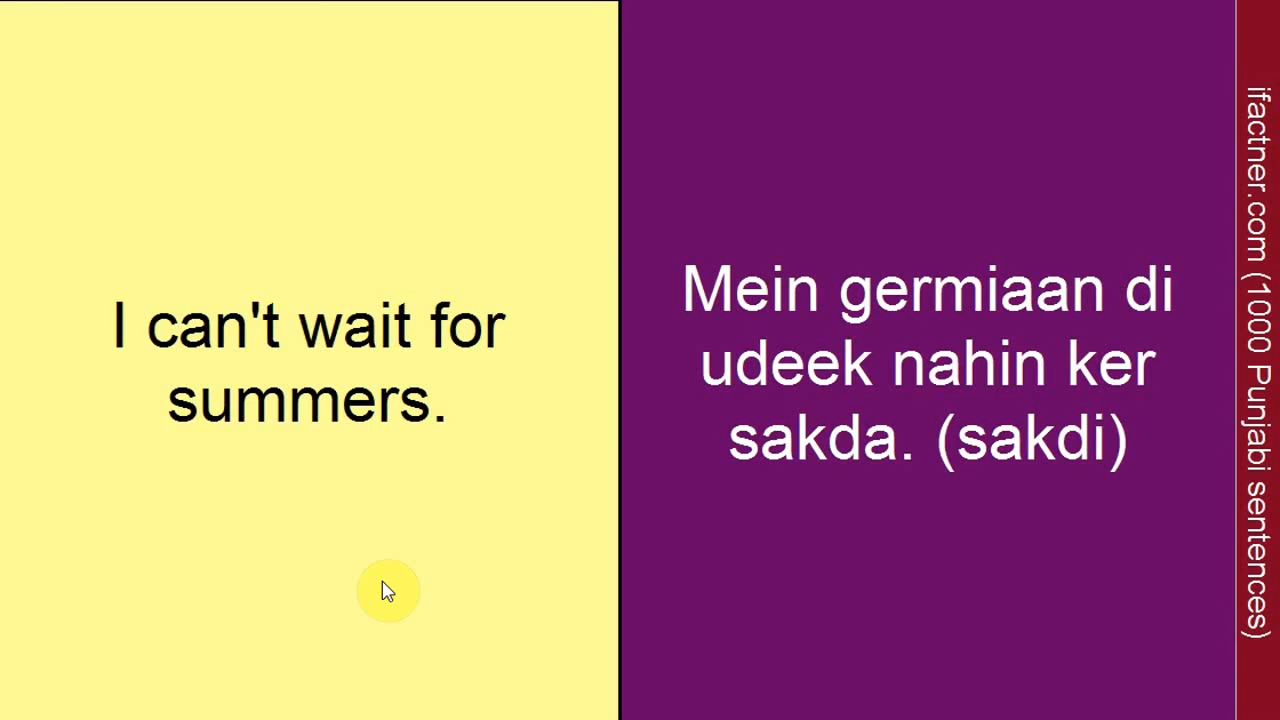 I can't wait for
summers.
Mein germiaan di
udeek nahin ker
sakda. (sakdi)
ifactner.com (1000 Punjabi sentences)